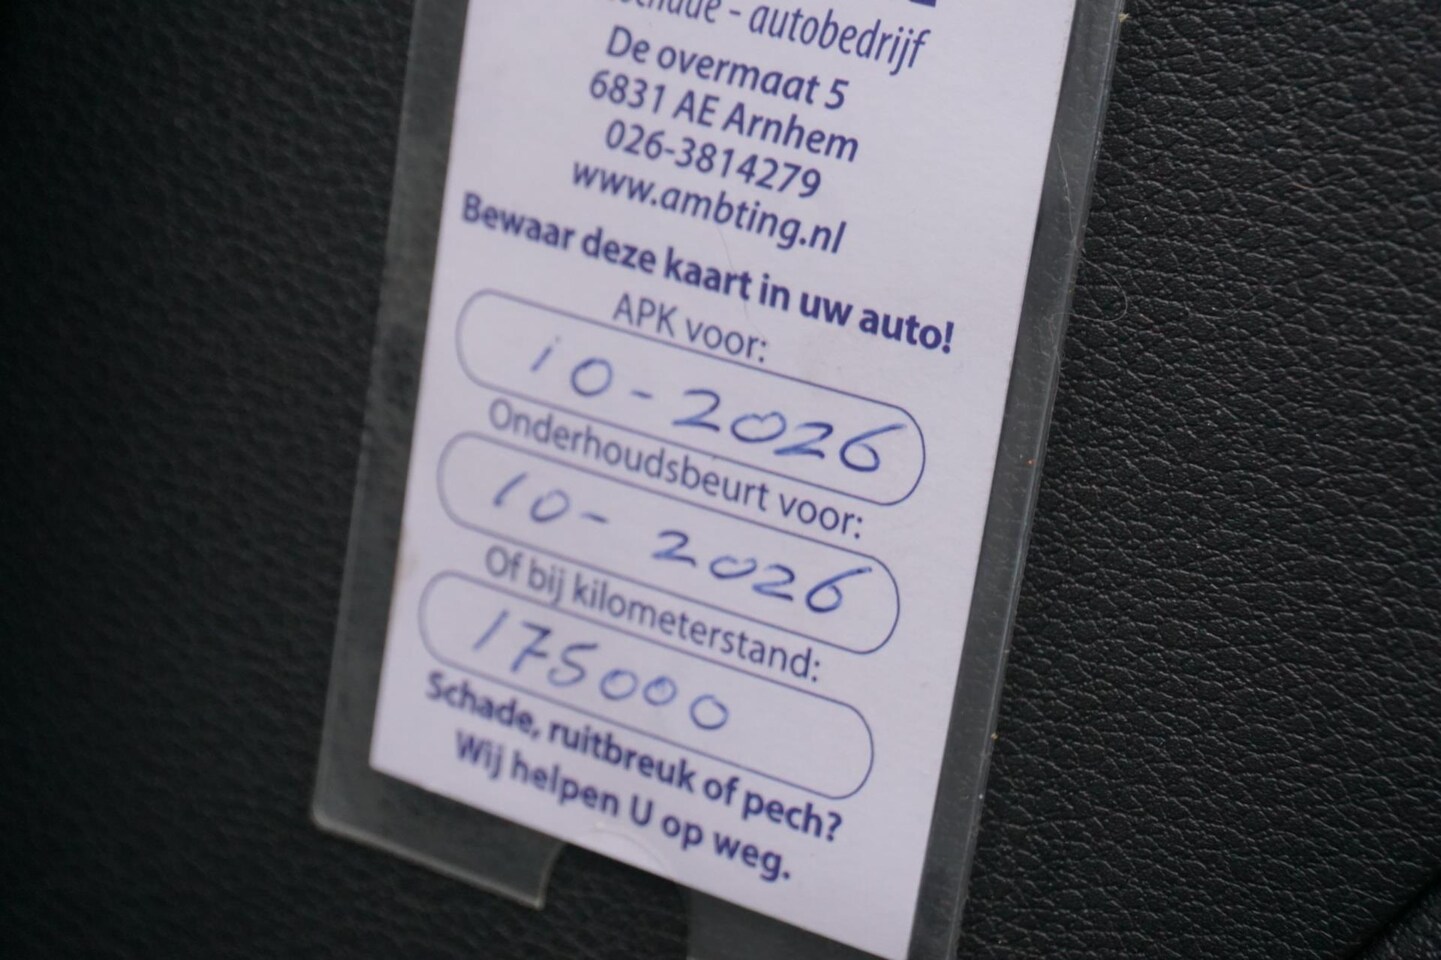 - autobedrijf
De overmaat 5
6831 AE Arnhem
026-3814279
www.ambting.nl
Bewaar deze kaart in uw auto!
APK voor:
10-2026
Onderhoudsbeurt voor:
10-2026
Of bij kilometerstand:
175000
Schade, ruitbreuk of pech?
Wij helpen U op weg.